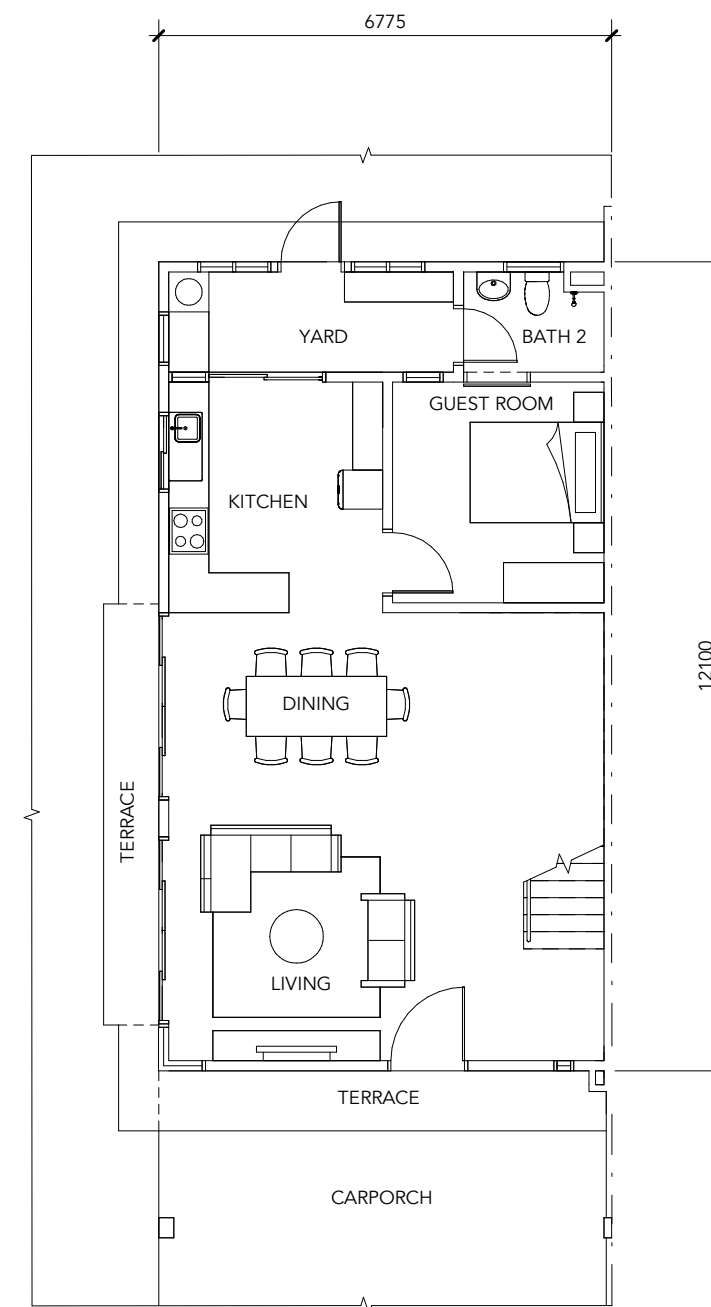 6775
YARD
BATH 2
GUEST ROOM
KITCHEN
12100
DINING
TERRACE
LIVING
TERRACE
CARPORCH